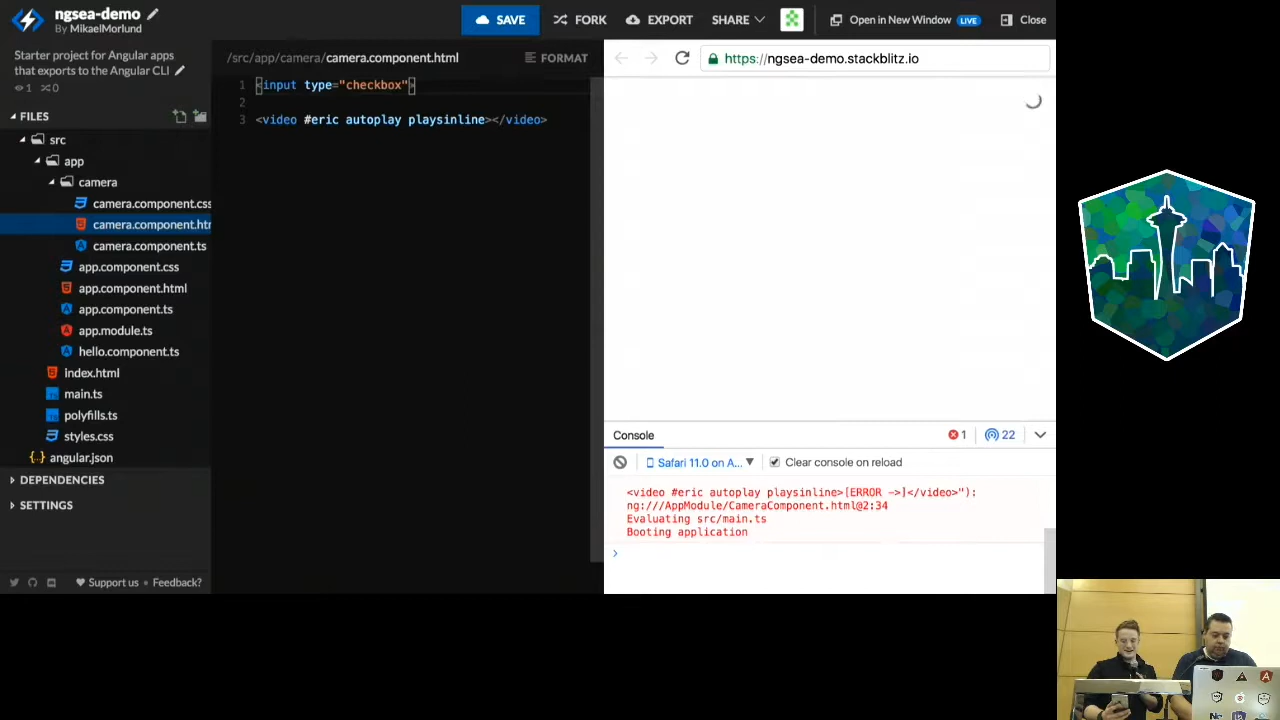 ngsea-demo
By MikaelMorlund
SAVE
FORK
EXPORT
SHARE
Open in New Window LIVE
Close
Starter project for Angular apps
that exports to the Angular CLI
1 0
FILES
src
app
camera
camera.component.css
camera.component.htm
camera.component.ts
app.component.css
app.component.html
app.component.ts
app.module.ts
hello.component.ts
index.html
main.ts
polyfills.ts
styles.css
angular.json
DEPENDENCIES
SETTINGS
Support us • Feedback?
/src/app/camera/camera.component.html
FORMAT
1 <input type="checkbox">
2
3 <video #eric autoplay playsinline></video>
https://ngsea-demo.stackblitz.io
Console
1 22
Safari 11.0 on A... Clear console on reload
<video #eric autoplay playsinline>[ERROR ->]</video>"):
ng:///AppModule/CameraComponent.html@2:34
Evaluating src/main.ts
Booting application